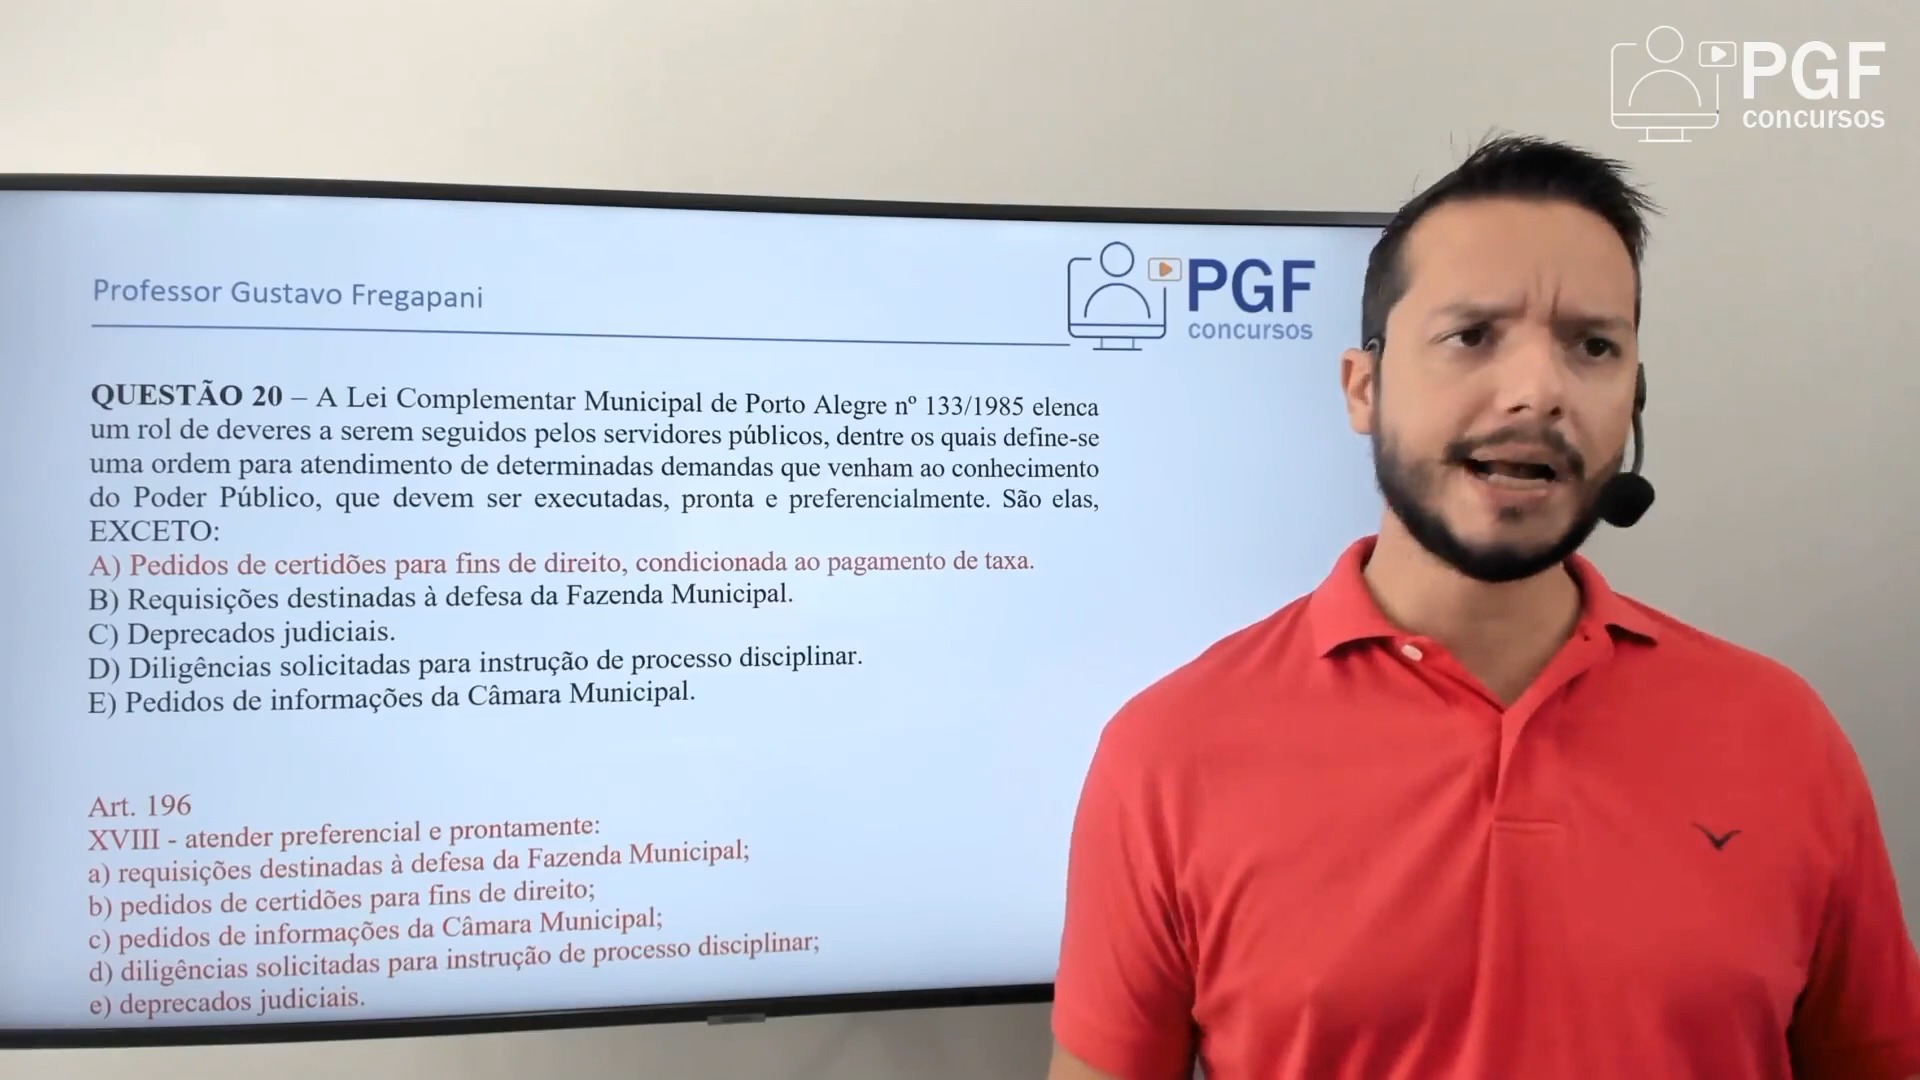 PGF
concursos
Professor Gustavo Fregapani
PGF
concursos
QUESTÃO 20 – A Lei Complementar Municipal de Porto Alegre nº 133/1985 elenca
um rol de deveres a serem seguidos pelos servidores públicos, dentre os quais define-se
uma ordem para atendimento de determinadas demandas que venham ao conhecimento
do Poder Público, que devem ser executadas, pronta e preferencialmente. São elas,
EXCETO:
A) Pedidos de certidões para fins de direito, condicionada ao pagamento de taxa.
B) Requisições destinadas à defesa da Fazenda Municipal.
C) Deprecados judiciais.
D) Diligências solicitadas para instrução de processo disciplinar.
E) Pedidos de informações da Câmara Municipal.
Art. 196
XVIII - atender preferencial e prontamente:
a) requisições destinadas à defesa da Fazenda Municipal;
b) pedidos de certidões para fins de direito;
c) pedidos de informações da Câmara Municipal;
d) diligências solicitadas para instrução de processo disciplinar;
e) deprecados judiciais.